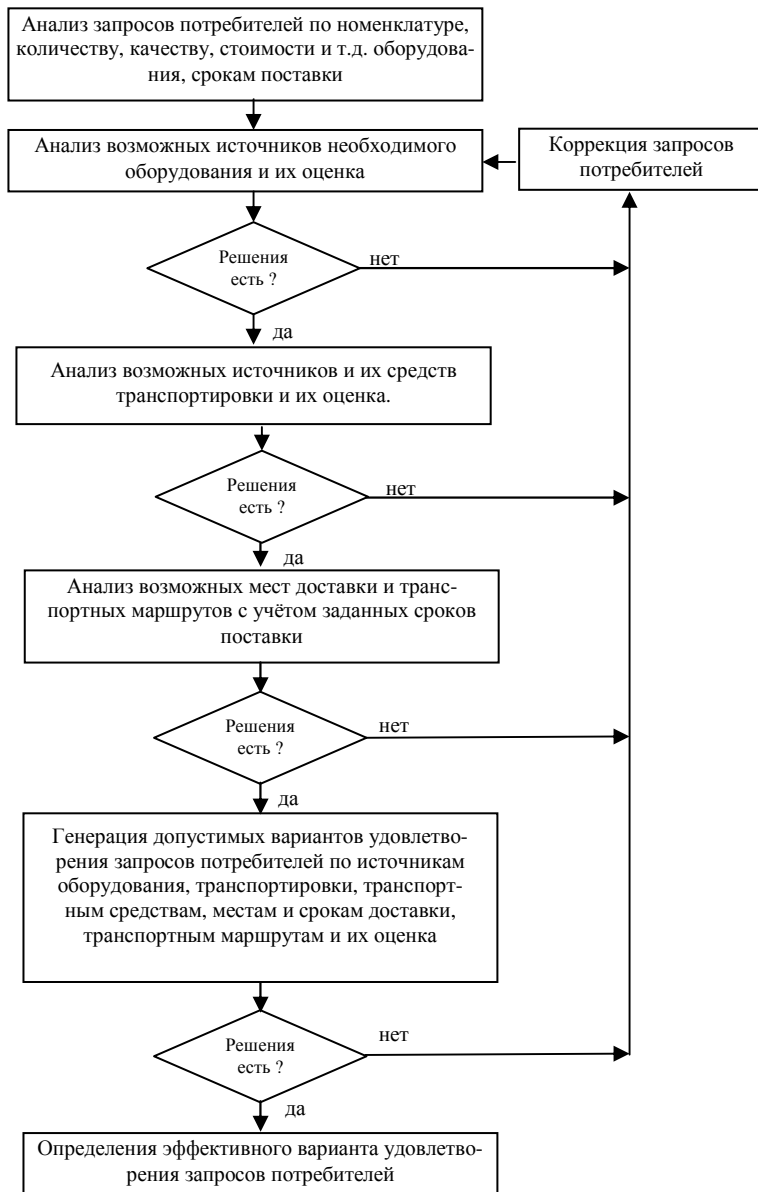 Анализ запросов потребителей по номенклатуре,
количеству, качеству, стоимости и т.д. оборудова-
ния, срокам поставки
Анализ возможных источников необходимого
оборудования и их оценка
Коррекция запросов
потребителей
Решения
есть ?
нет
да
Анализ возможных источников и их средств
транспортировки и их оценка.
Решения
есть ?
нет
да
Анализ возможных мест доставки и транс-
портных маршрутов с учётом заданных сроков
поставки
Решения
есть ?
нет
да
Генерация допустимых вариантов удовлетво-
рения запросов потребителей по источникам
оборудования, транспортировки, транспорт-
ным средствам, местам и срокам доставки,
транспортным маршрутам и их оценка
Решения
есть ?
нет
да
Определения эффективного варианта удовлетво-
рения запросов потребителей